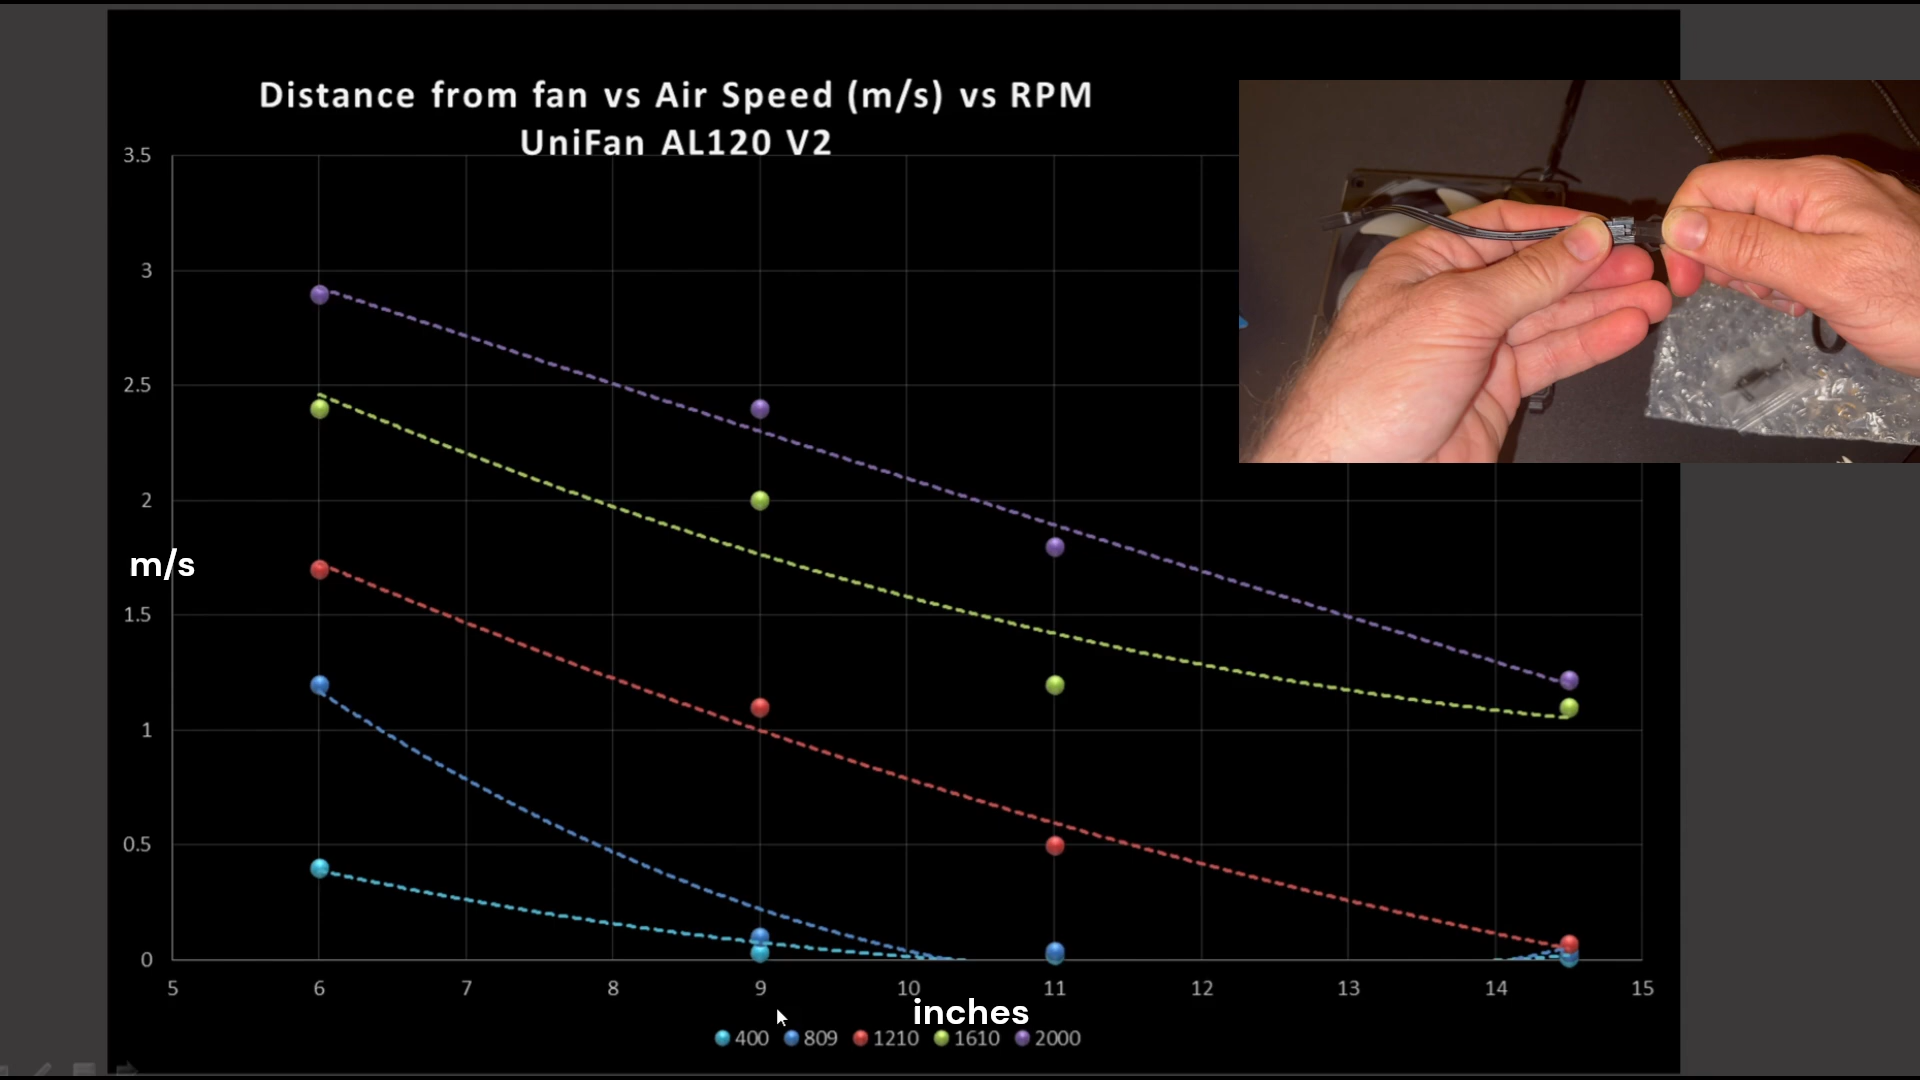 Distance from fan vs Air Speed (m/s) vs RPM
UniFan AL120 V2
3.5
3
2.5
2
m/s
1.5
1
0.5
0
5 6 7 8 9 10 11 12 13 14 15
inches
400 809 1210 1610 2000